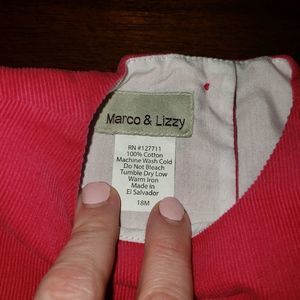 Marco & Lizzy
RN #127711
100% Cotton
Machine Wash Cold
Do Not Bleach
Tumble Dry Low
Warm Iron
Made In
El Salvador
18M